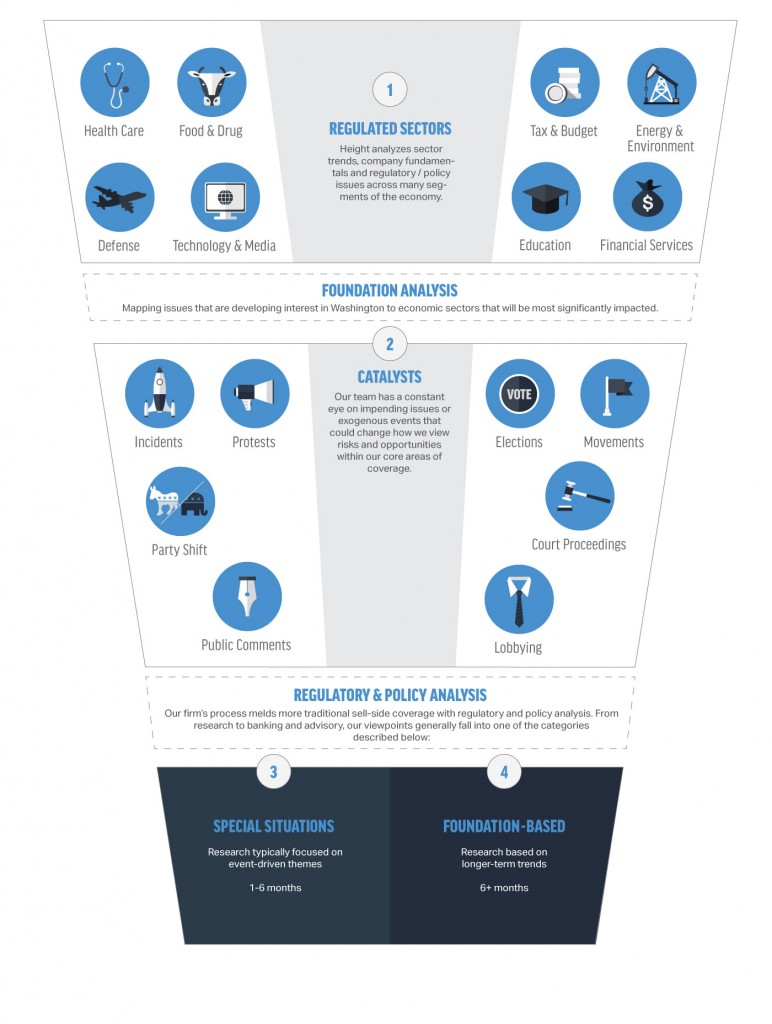 1
REGULATED SECTORS
Height analyzes sector
trends, company fundamen-
tals and regulatory / policy
issues across many seg-
ments of the economy.
Health Care
Food & Drug
Defense
Technology & Media
Tax & Budget
Energy &
Environment
Education
Financial Services
$
FOUNDATION ANALYSIS
Mapping issues that are developing interest in Washington to economic sectors that will be most significantly impacted.
2
CATALYSTS
Our team has a constant
eye on impending issues or
exogenous events that
could change how we view
risks and opportunities
within our core areas of
coverage.
Incidents
Protests
Party Shift
Public Comments
VOTE
Elections
Movements
Court Proceedings
Lobbying
REGULATORY & POLICY ANALYSIS
Our firm's process melds more traditional sell-side coverage with regulatory and policy analysis. From
research to banking and advisory, our viewpoints generally fall into one of the categories
described below:
3
SPECIAL SITUATIONS
Research typically focused on
event-driven themes
1-6 months
4
FOUNDATION-BASED
Research based on
longer-term trends
6+ months